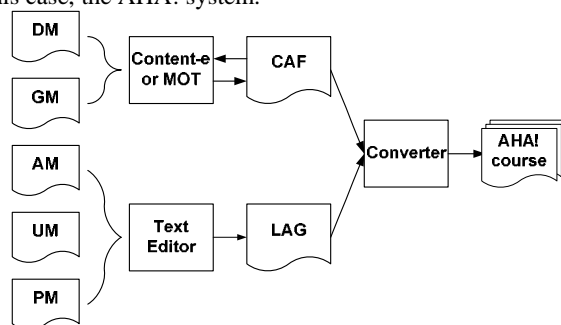 his case, the AHA! system.
DM
GM
Content-e
or MOT
CAF
AM
UM
PM
Text
Editor
LAG
Converter
AHA!
course